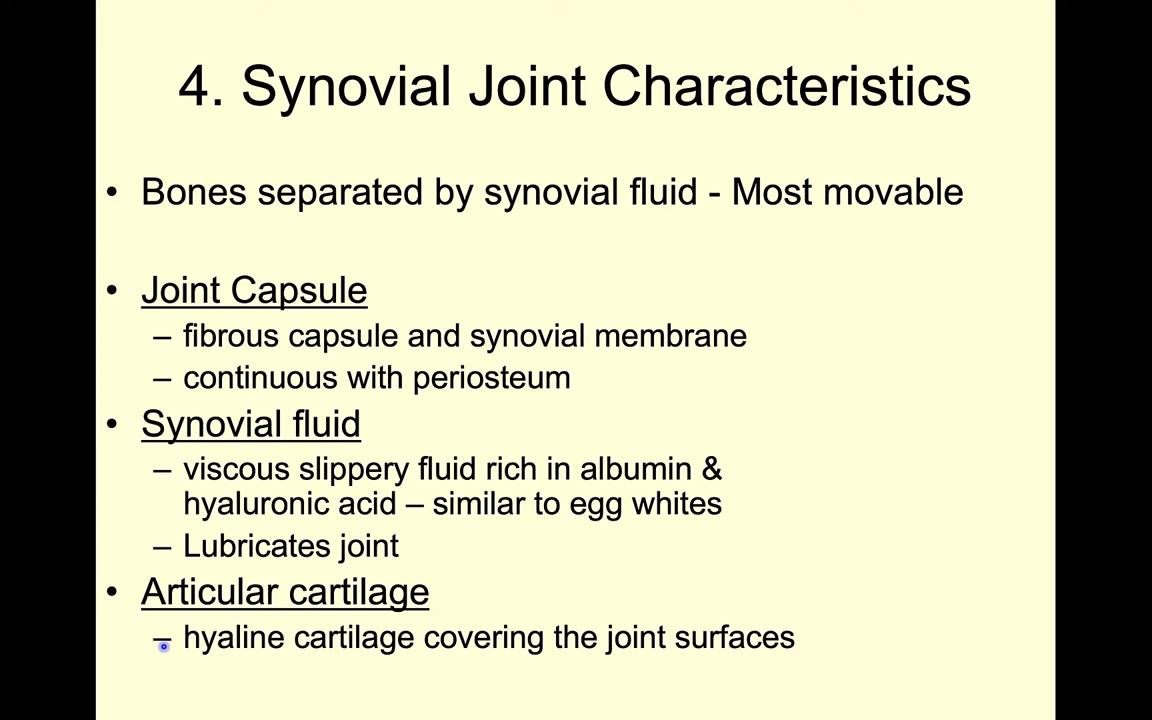 4. Synovial Joint Characteristics
• Bones separated by synovial fluid - Most movable
• Joint Capsule
– fibrous capsule and synovial membrane
– continuous with periosteum
• Synovial fluid
– viscous slippery fluid rich in albumin &
hyaluronic acid – similar to egg whites
– Lubricates joint
• Articular cartilage
– hyaline cartilage covering the joint surfaces